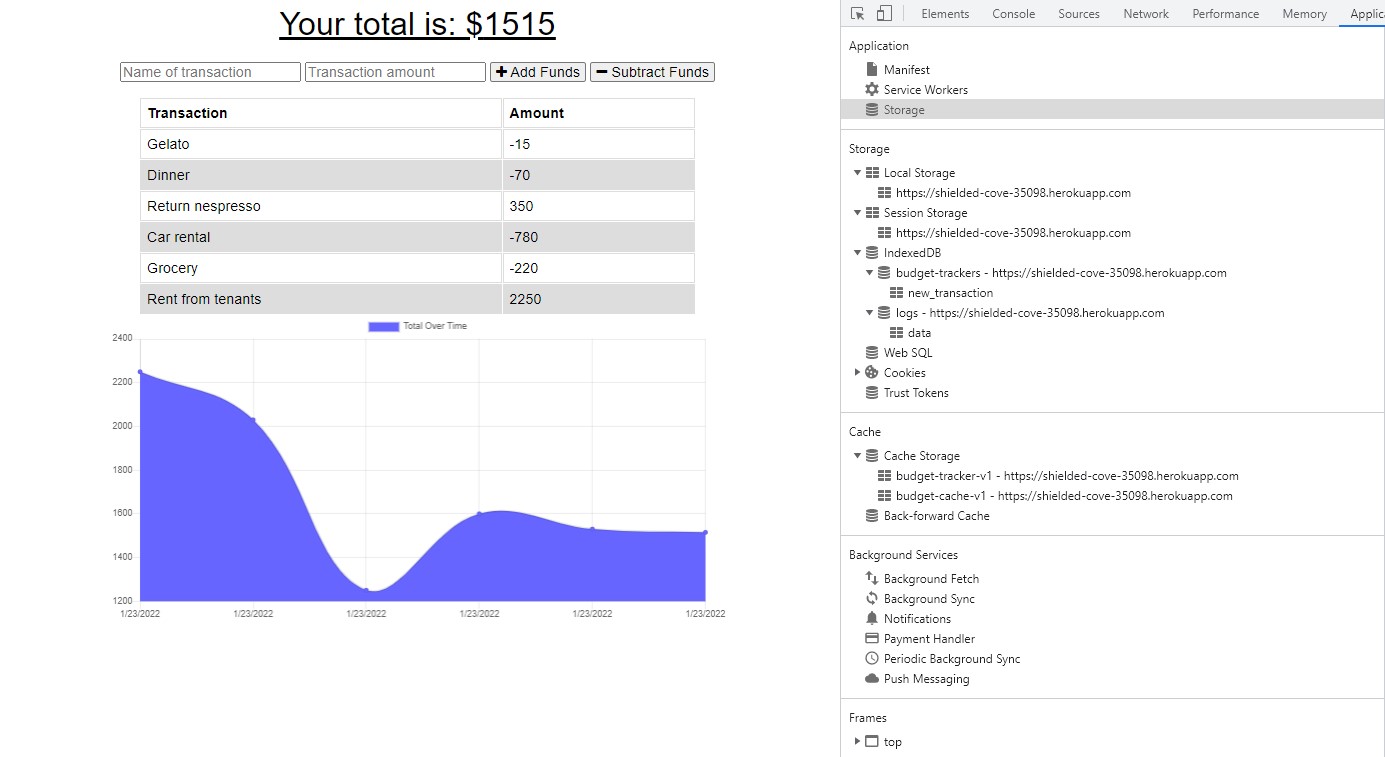 Your total is: $1515
Name of transaction Transaction amount Add Funds Subtract Funds
Transaction Amount
Gelato -15
Dinner -70
Return nespresso 350
Car rental -780
Grocery -220
Rent from tenants 2250
Total Over Time
2400
2200
2000
1800
1600
1400
1200
1/23/2022 1/23/2022 1/23/2022 1/23/2022 1/23/2022 1/23/2022
Elements Console Sources Network Performance Memory Applic
Application
Manifest
Service Workers
Storage
Storage
Local Storage
https://shielded-cove-35098.herokuapp.com
Session Storage
https://shielded-cove-35098.herokuapp.com
IndexedDB
budget-trackers - https://shielded-cove-35098.herokuapp.com
new_transaction
logs - https://shielded-cove-35098.herokuapp.com
data
Web SQL
Cookies
Trust Tokens
Cache
Cache Storage
budget-tracker-v1 - https://shielded-cove-35098.herokuapp.com
budget-cache-v1 - https://shielded-cove-35098.herokuapp.com
Back-forward Cache
Background Services
Background Fetch
Background Sync
Notifications
Payment Handler
Periodic Background Sync
Push Messaging
Frames
top